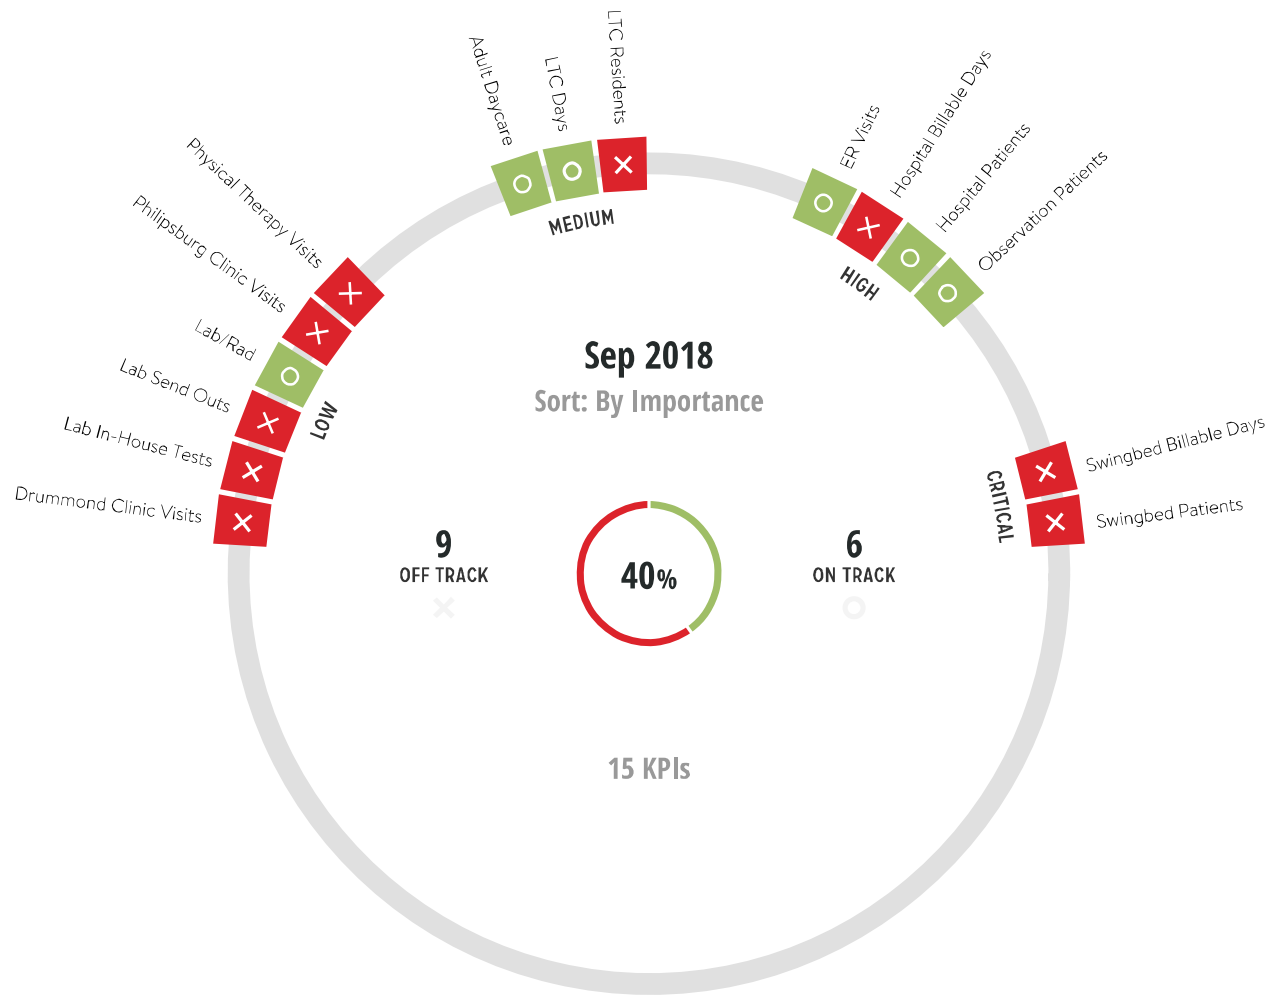 LTC Residents
Adult Daycare
LTC Days
Hospital Billable Days
ER Visits
Hospital Patients
Observation Patients
Physical Therapy Visits
Philipsburg Clinic Visits
MEDIUM
HIGH
Lab/Rad
Lab Send Outs
Lab In-House Tests
Drummond Clinic Visits
LOW
Sep 2018
Sort: By Importance
Swingbed Billable Days
Swingbed Patients
CRITICAL
9
OFF TRACK
40%
6
ON TRACK
15 KPIs